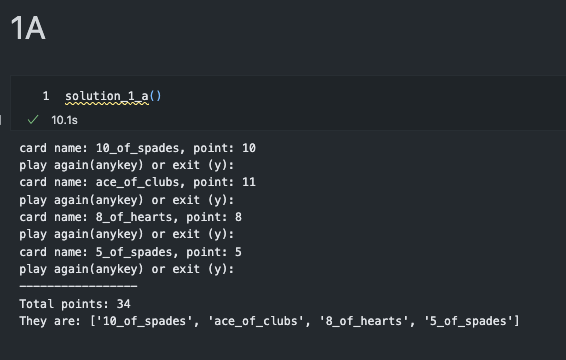 1A
1 solution_1_a()
✓ 10.1s
card name: 10_of_spades, point: 10
play again(anykey) or exit (y):
card name: ace_of_clubs, point: 11
play again(anykey) or exit (y):
card name: 8_of_hearts, point: 8
play again(anykey) or exit (y):
card name: 5_of_spades, point: 5
play again(anykey) or exit (y):
-----------------
Total points: 34
They are: ['10_of_spades', 'ace_of_clubs', '8_of_hearts', '5_of_spades']